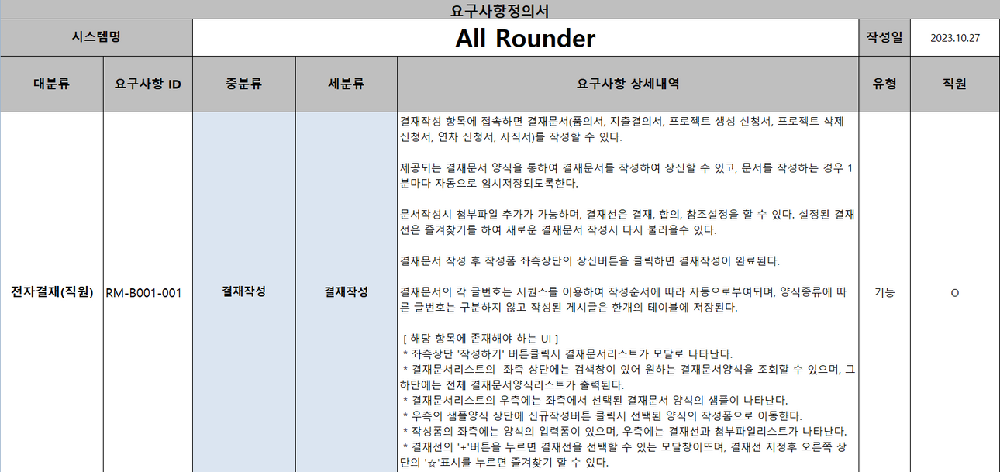 요구사항정의서
시스템명
All Rounder
작성일
2023.10.27
대분류
요구사항 ID
중분류
세분류
요구사항 상세내역
유형
직원
전자결재(직원)
RM-B001-001
결재작성
결재작성
결재작성 항목에 접속하면 결재문서(품의서, 지출결의서, 프로젝트 생성 신청서, 프로젝트 삭제
신청서, 연차 신청서, 사직서)를 작성할 수 있다.
제공되는 결재문서 양식을 통하여 결재문서를 작성하여 상신할 수 있고, 문서를 작성하는 경우 1
분마다 자동으로 임시저장되도록한다.
문서작성시 첨부파일 추가가 가능하며, 결재선은 결재, 합의, 참조설정을 할 수 있다. 설정된 결재
선은 즐겨찾기를 하여 새로운 결재문서 작성시 다시 불러올수 있다.
결재문서 작성 후 작성폼 좌측상단의 상신버튼을 클릭하면 결재작성이 완료된다.
결재문서의 각 글번호는 시퀀스를 이용하여 작성순서에 따라 자동으로부여되며, 양식종류에 따
른 글번호는 구분하지 않고 작성된 게시글은 한개의 테이블에 저장된다.
[ 해당 항목에 존재해야 하는 UI ]
* 좌측상단 '작성하기' 버튼클릭시 결재문서리스트가 모달로 나타난다.
* 결재문서리스트의 좌측 상단에는 검색창이 있어 원하는 결재문서양식을 조회할 수 있으며, 그
하단에는 전체 결재문서양식리스트가 출력된다.
* 결재문서리스트의 우측에는 좌측에서 선택된 결재문서 양식의 샘플이 나타난다.
* 우측의 샘플양식 상단에 신규작성버튼 클릭시 선택된 양식의 작성폼으로 이동한다.
* 작성폼의 좌측에는 양식의 입력폼이 있으며, 우측에는 결재선과 첨부파일리스트가 나타난다.
* 결재선의 '+'버튼을 누르면 결재선을 선택할 수 있는 모달창이뜨며, 결재선 지정후 오른쪽 상
단의 '☆'표시를 누르면 즐겨찾기 할 수 있다.
기능
O